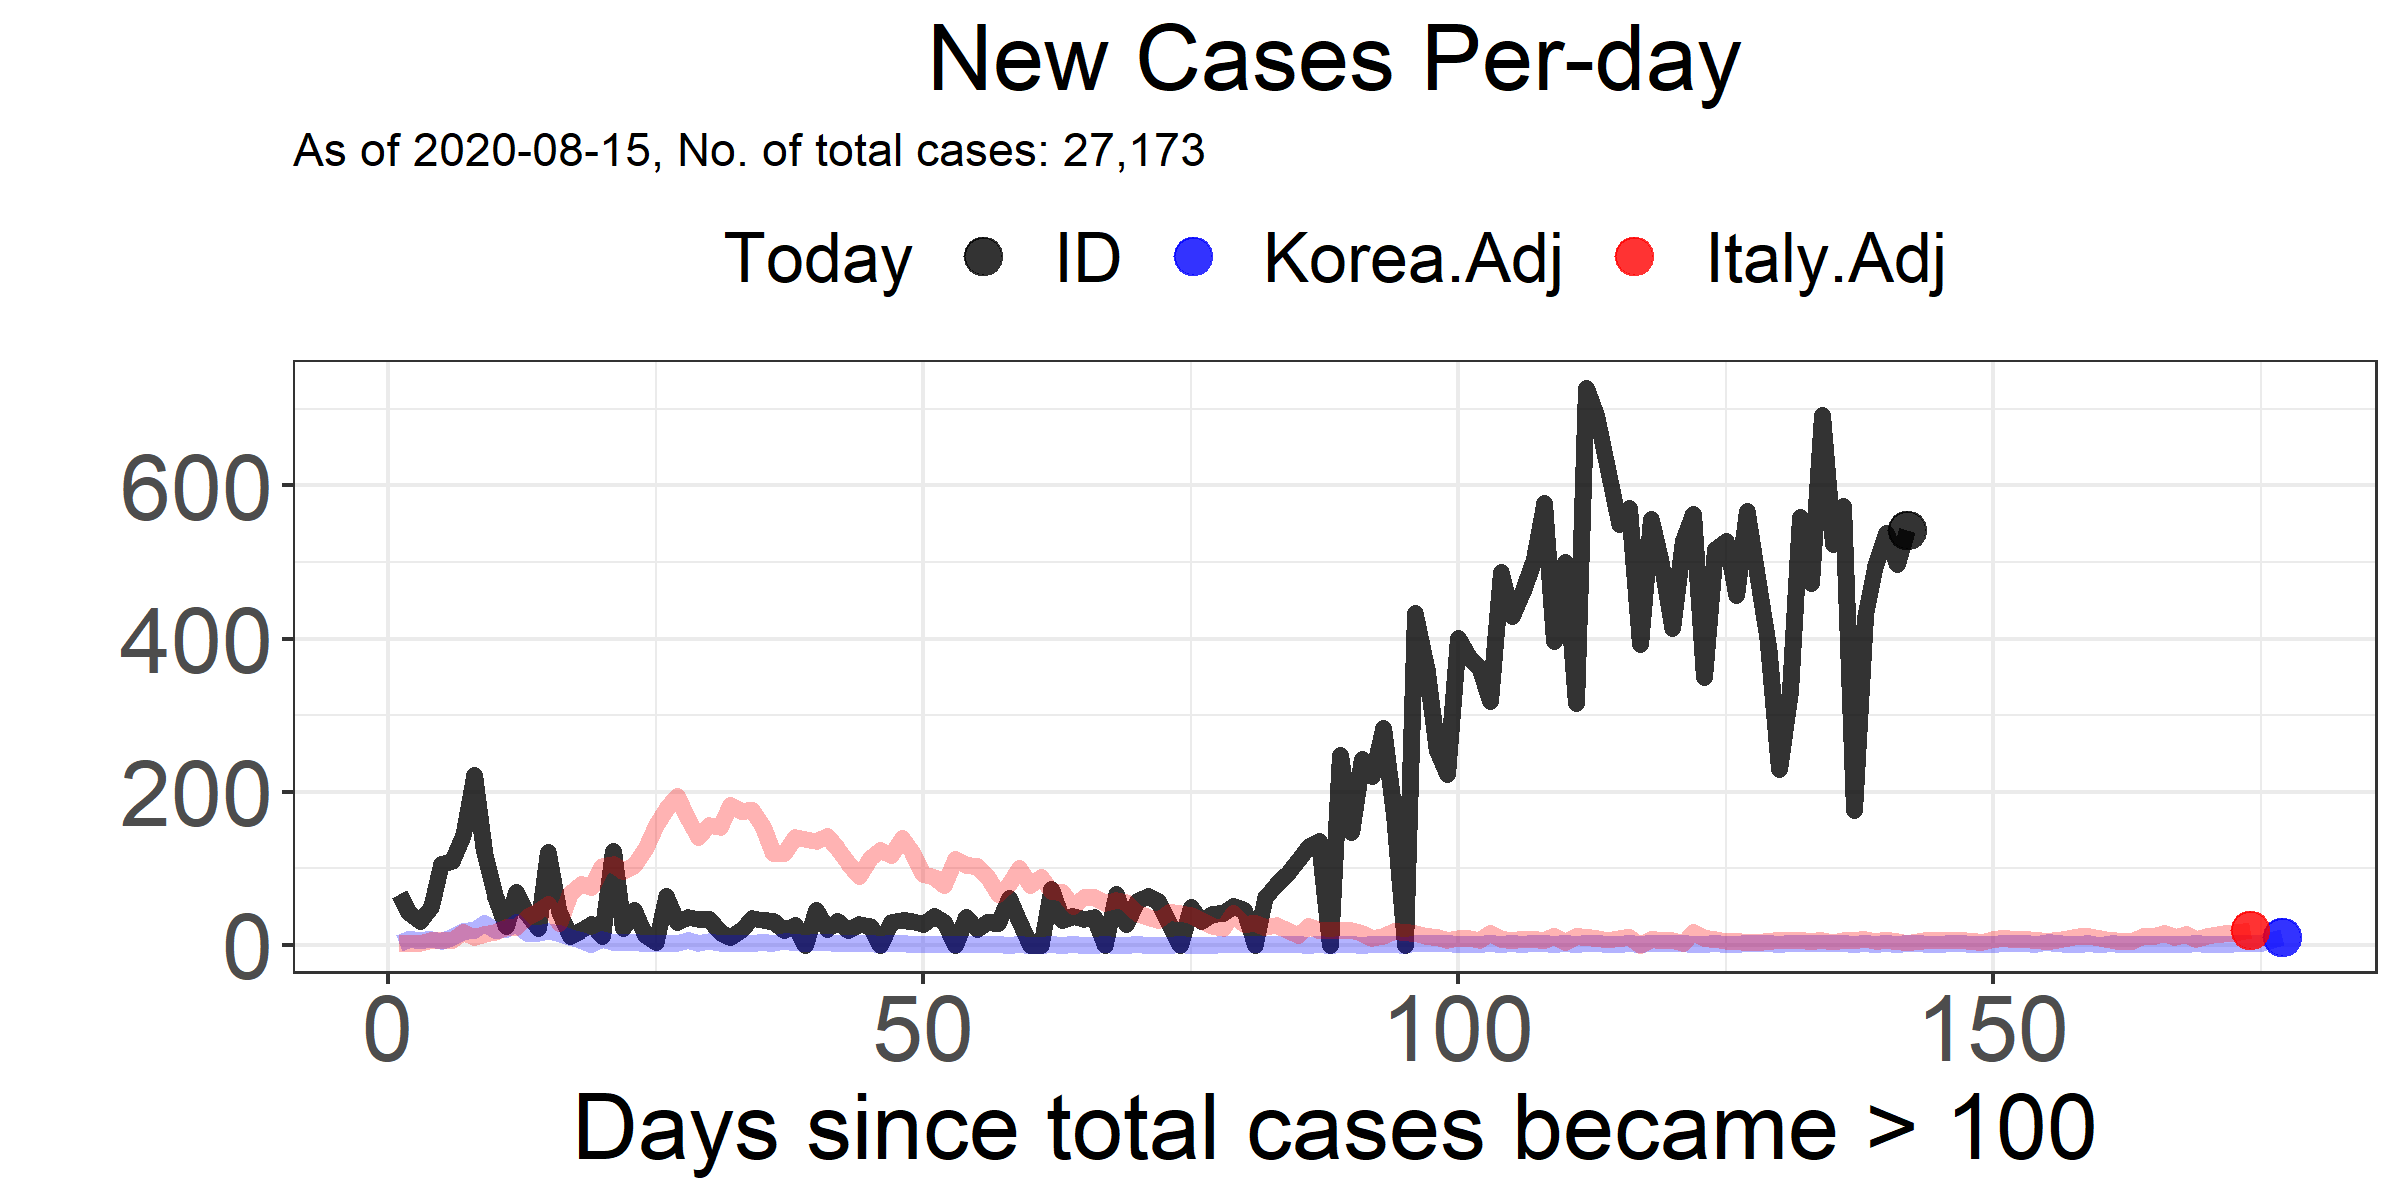 New Cases Per-day
As of 2020-08-15, No. of total cases: 27,173
Today ID Korea.Adj Italy.Adj
600
400
200
0
0 50 100 150
Days since total cases became > 100